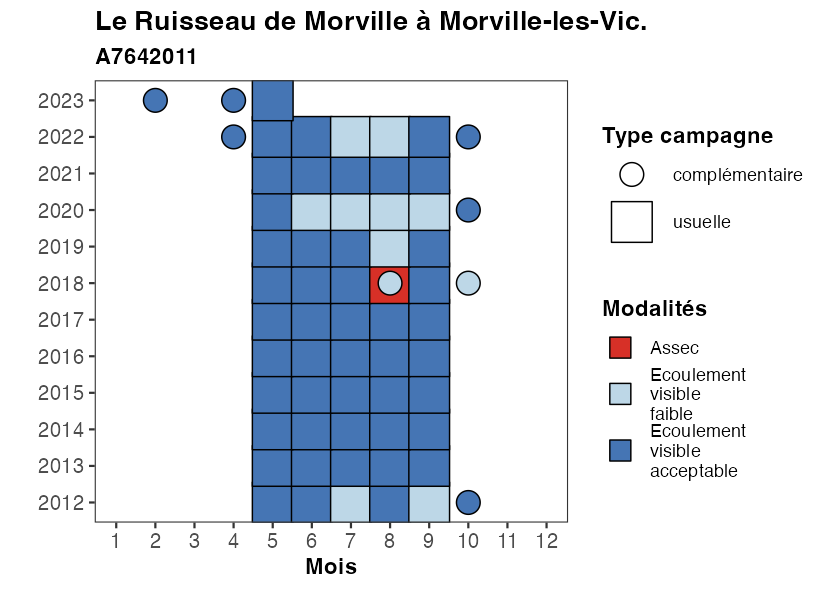 Le Ruisseau de Morville à Morville-les-Vic.
A7642011
2023
2022
2021
2020
2019
2018
2017
2016
2015
2014
2013
2012
1 2 3 4 5 6 7 8 9 10 11 12
Mois
Type campagne
complémentaire
usuelle
Modalités
Assec
Ecoulement
visible
faible
Ecoulement
visible
acceptable